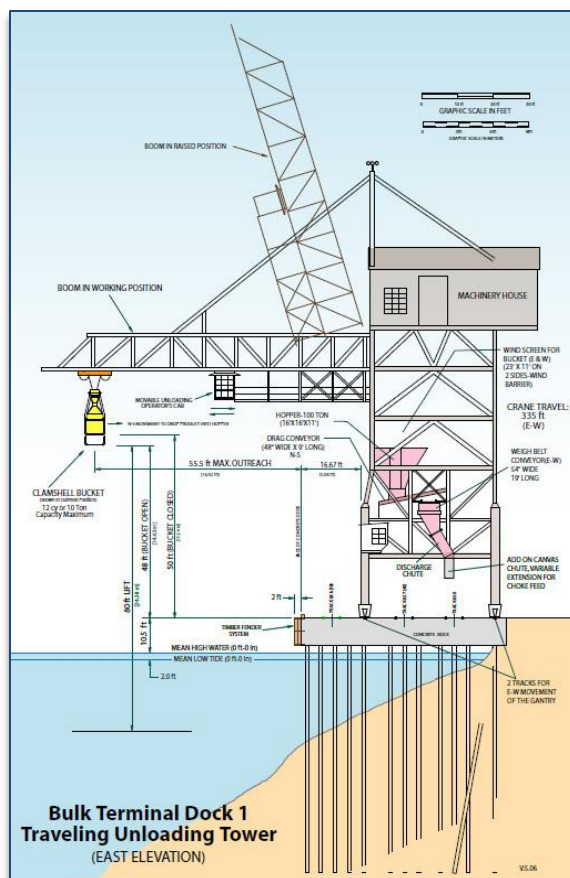 BOOM IN RAISED POSITION
GRAPHIC SCALE IN FEET
GRAPHIC SCALE IN METERS
MACHINERY HOUSE
BOOM IN WORKING POSITION
MOVABLE UNLOADING
OPERATOR'S CAB
WIND SCREEN FOR
BUCKET (E & W)
(23' X 11' ON
2 SIDES-WIND
BARRIER)
CRANE TRAVEL:
335 ft
(E-W)
HOPPER-100 TON
(16'X16'X11')
DRAG CONVEYOR
(48" WIDE X 9' LONG)
N-S
WEIGH BELT
CONVEYOR(E-W)
54" WIDE
19' LONG
55.5 ft MAX. OUTREACH
16.67 ft
CLAMSHELL BUCKET
12 cy or 10 Ton
Capacity Maximum
48 ft (BUCKET OPEN)
50 ft (BUCKET CLOSED)
60 ft LIFT
10.5 ft
DISCHARGE
CHUTE
ADD ON CANVAS
CHUTE, VARIABLE
EXTENSION FOR
CHOKE FEED
2 ft
TIMBER FENDER
SYSTEM
CONCRETE DOCK
MEAN HIGH WATER (0 ft-0 in)
MEAN LOW TIDE (0 ft-0 in)
2.0 ft
2 TRACKS FOR
E-W MOVEMENT
OF THE GANTRY
Bulk Terminal Dock 1
Traveling Unloading Tower
(EAST ELEVATION)
V.5.06